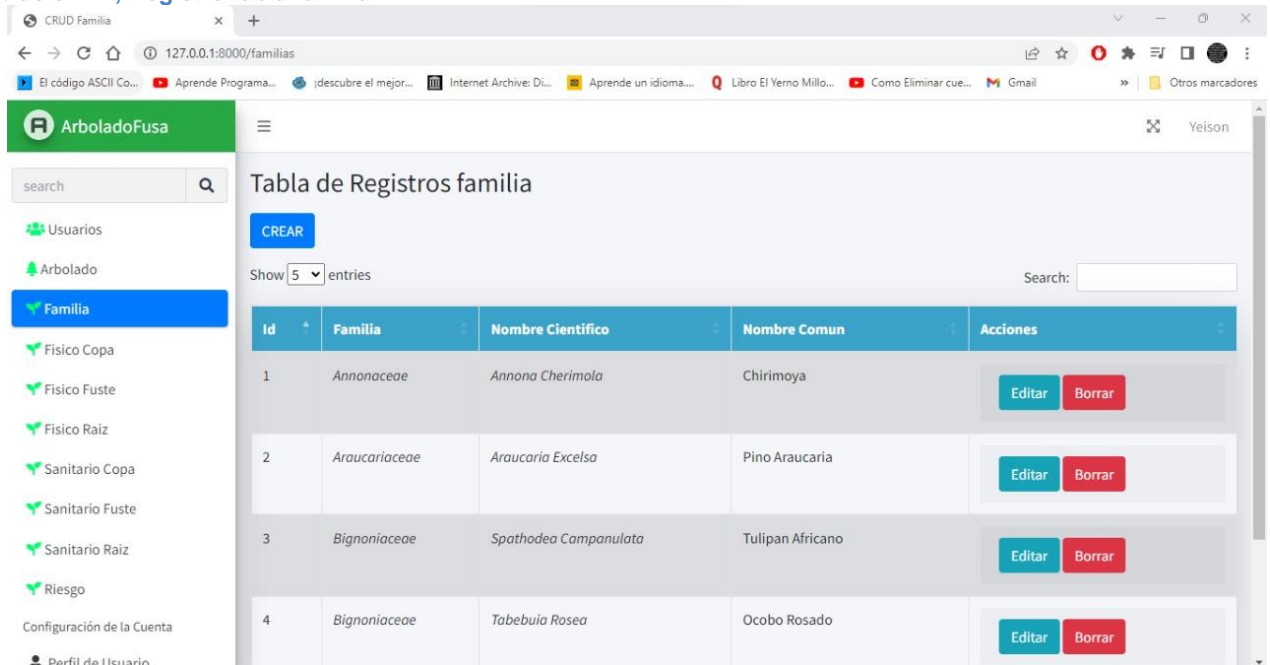 CRUD Familia
127.0.0.1:8000/familias
El código ASCII Co... Aprende Programa... ¡descubre el mejor... Internet Archive: Di... Aprende un idioma.... Libro El Yerno Millo... Como Eliminar cue... Gmail » Otros marcadores
ArboladoFusa
Yeison
search
Usuarios
Arbolado
Familia
Fisico Copa
Fisico Fuste
Fisico Raiz
Sanitario Copa
Sanitario Fuste
Sanitario Raiz
Riesgo
Configuración de la Cuenta
Perfil de Usuario
Tabla de Registros familia
CREAR
Show 5 entries
Search:
Id Familia Nombre Cientifico Nombre Comun Acciones
1 Annonaceae Annona Cherimola Chirimoya Editar Borrar
2 Araucariaceae Araucaria Excelsa Pino Araucaria Editar Borrar
3 Bignoniaceae Spathodea Campanulata Tulipan Africano Editar Borrar
4 Bignoniaceae Tabebuia Rosea Ocobo Rosado Editar Borrar